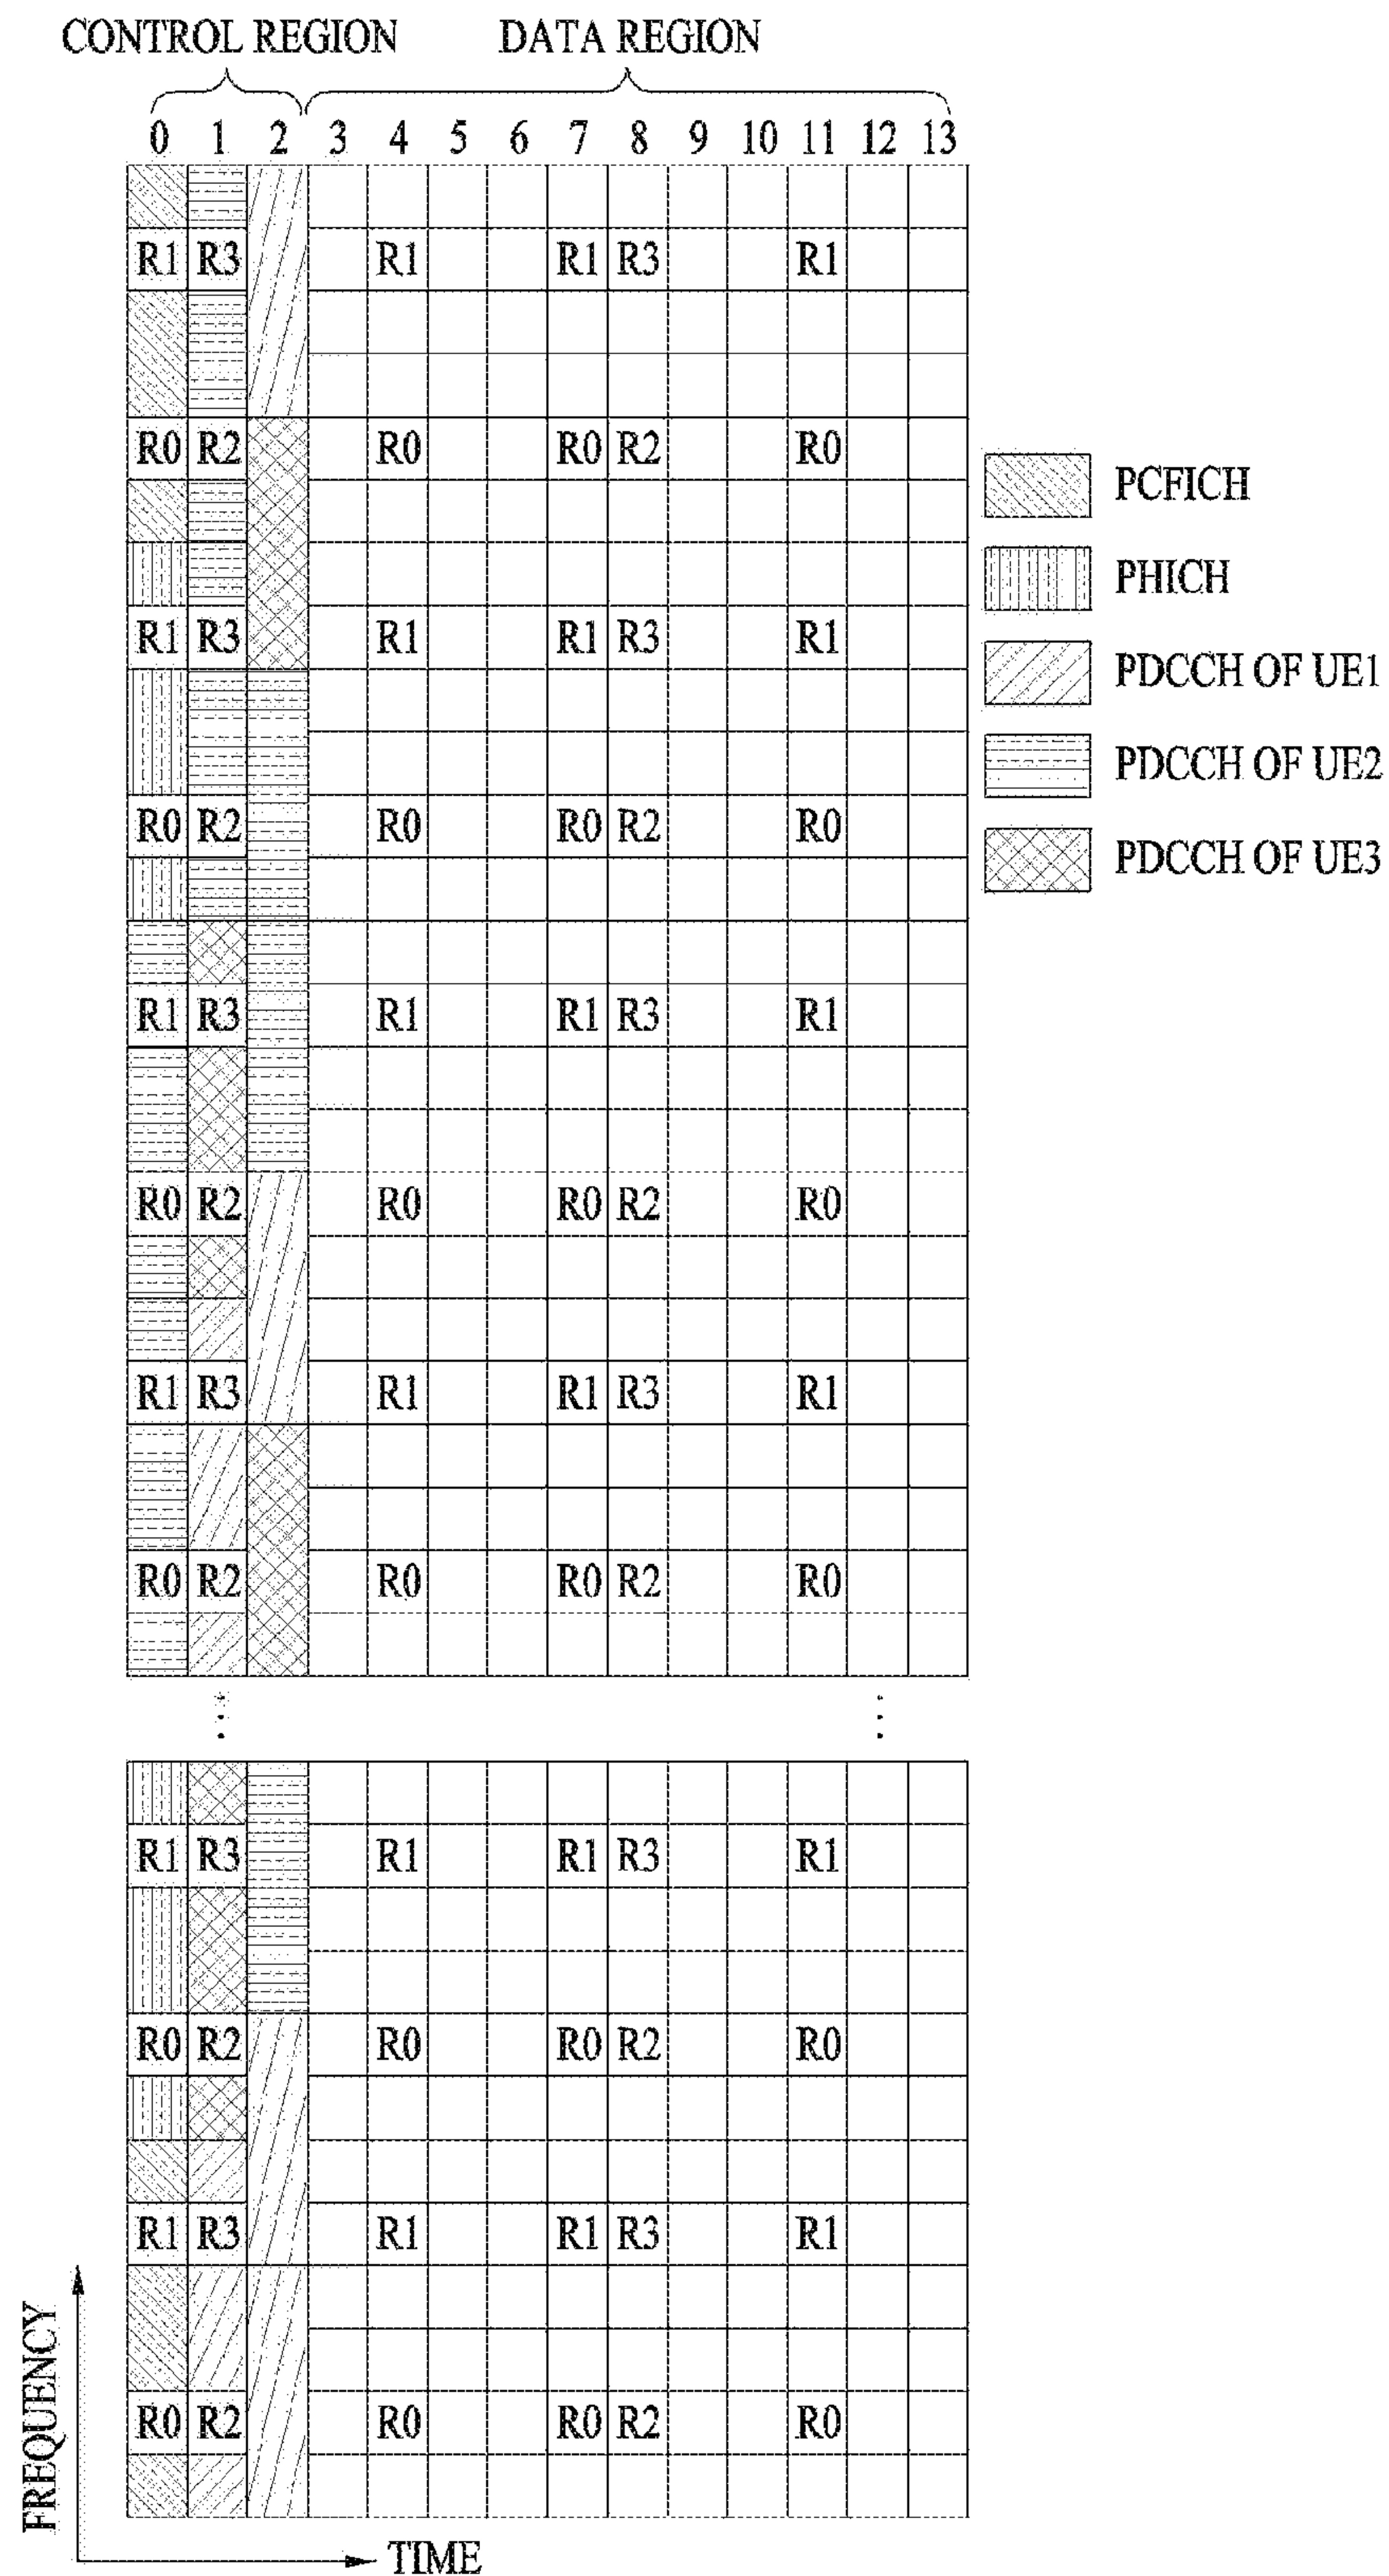 CONTROL REGION DATA REGION
0 1 2 3 4 5 6 7 8 9 10 11 12 13
R1 R3 R1 R1 R3 R1
R0 R2 R0 R0 R2 R0
PCFICH
PHICH
R1 R3 R1 R1 R3 R1
PDCCH OF UE1
PDCCH OF UE2
R0 R2 R0 R0 R2 R0
PDCCH OF UE3
R1 R3 R1 R1 R3 R1
R0 R2 R0 R0 R2 R0
R1 R3 R1 R1 R3 R1
R0 R2 R0 R0 R2 R0
R1 R3 R1 R1 R3 R1
R0 R2 R0 R0 R2 R0
R1 R3 R1 R1 R3 R1
R0 R2 R0 R0 R2 R0
FREQUENCY
TIME